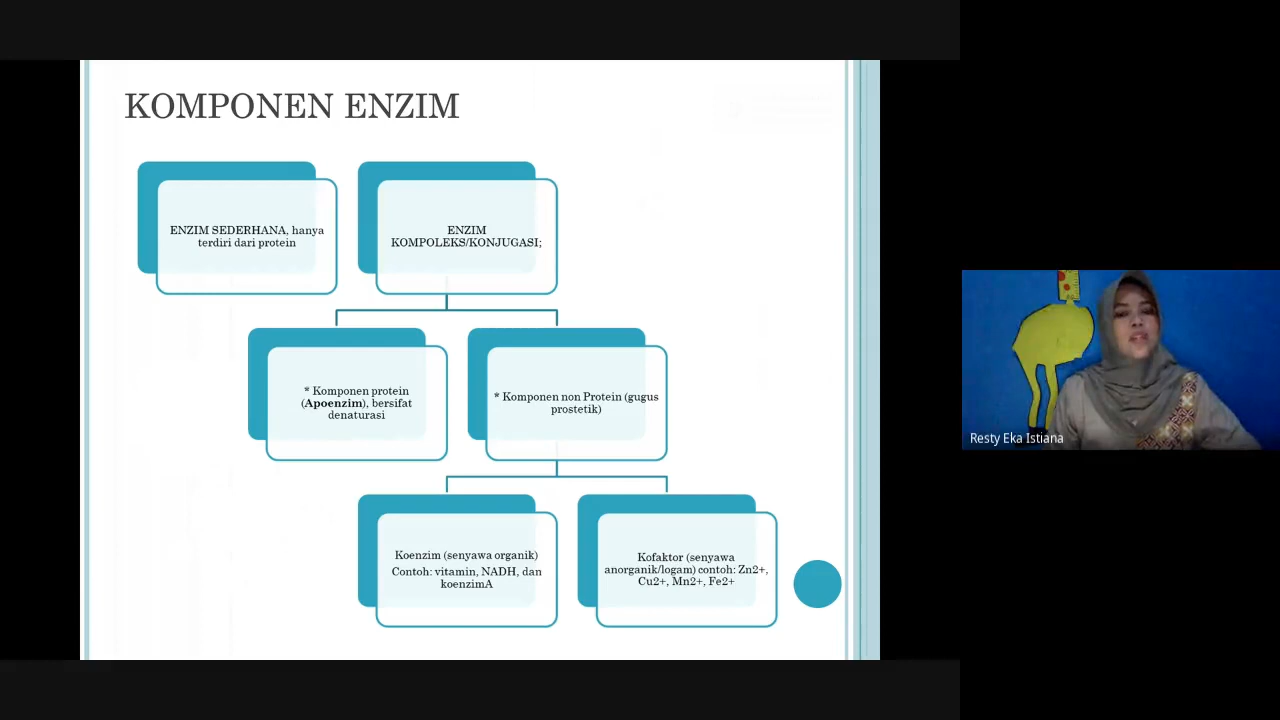 KOMPONEN ENZIM
ENZIM SEDERHANA, hanya
terdiri dari protein
ENZIM
KOMPOLEKS/KONJUGASI;
* Komponen protein
(Apoenzim), bersifat
denaturasi
* Komponen non Protein (gugus
prostetik)
Koenzim (senyawa organik)
Contoh: vitamin, NADH, dan
koenzimA
Kofaktor (senyawa
anorganik/logam) contoh: Zn2+,
Cu2+, Mn2+, Fe2+
Resty Eka Istiana